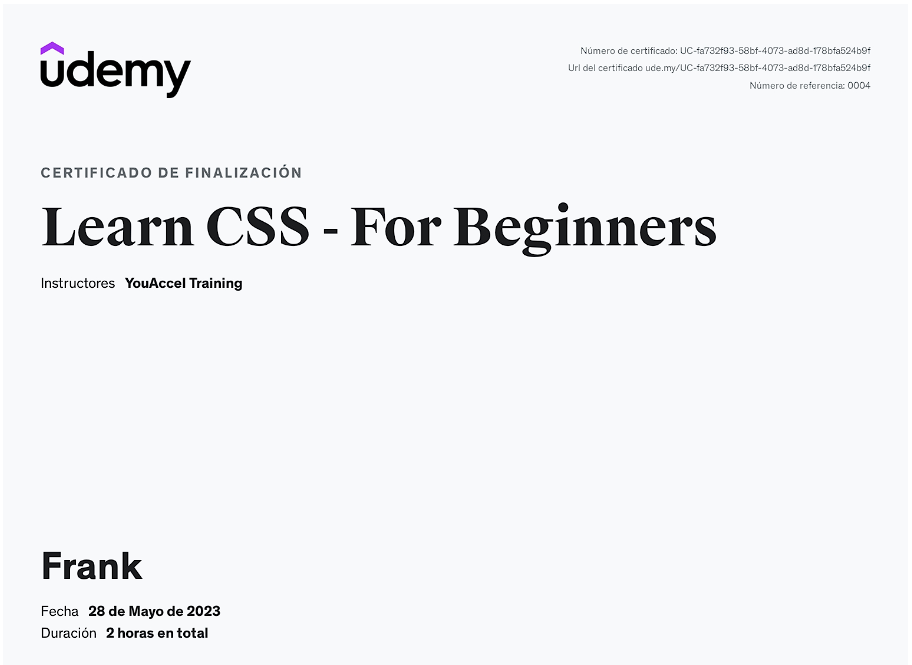 udemy
Número de certificado: UC-fa732f93-58bf-4073-ad8d-178bfa524b9f
Url del certificado ude.my/UC-fa732f93-58bf-4073-ad8d-178bfa524b9f
Número de referencia: 0004
CERTIFICADO DE FINALIZACIÓN
Learn CSS - For Beginners
Instructores YouAccel Training
Frank
Fecha 28 de Mayo de 2023
Duración 2 horas en total